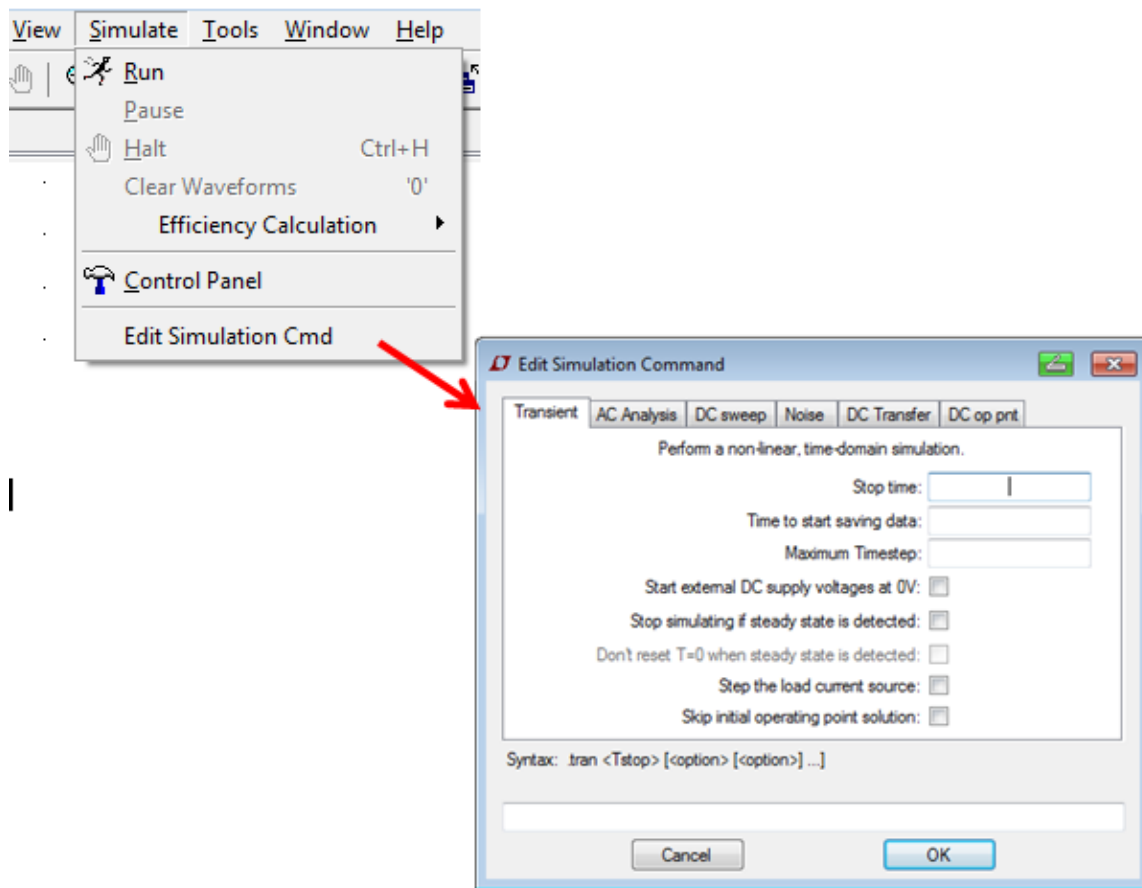 View Simulate Tools Window Help
Run
Pause
Halt Ctrl+H
Clear Waveforms '0'
Efficiency Calculation
Control Panel
Edit Simulation Cmd
Edit Simulation Command
Transient AC Analysis DC sweep Noise DC Transfer DC op pnt
Perform a non-linear, time-domain simulation.
Stop time:
Time to start saving data:
Maximum Timestep:
Start external DC supply voltages at 0V:
Stop simulating if steady state is detected:
Don't reset T=0 when steady state is detected:
Step the load current source:
Skip initial operating point solution:
Syntax: .tran <Tstop> [<option> [<option>] ...]
Cancel OK